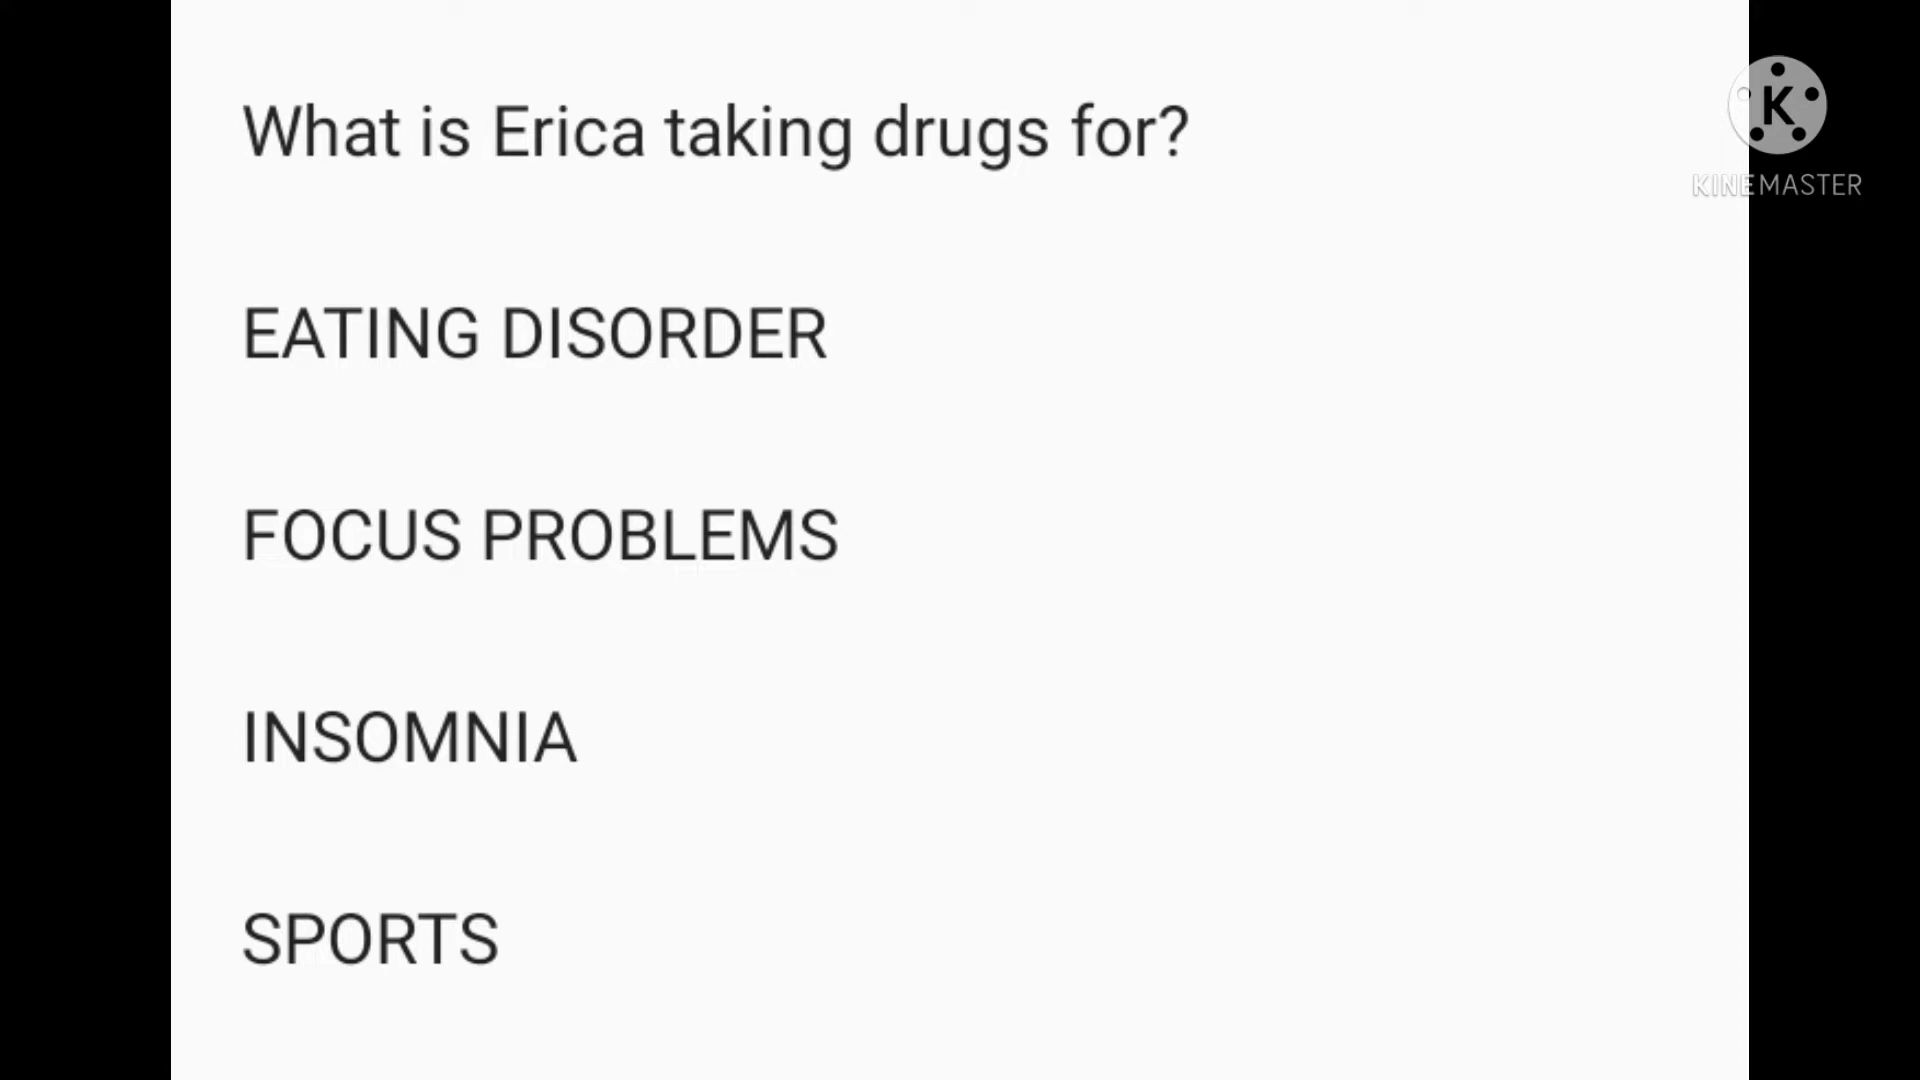 What is Erica taking drugs for?
EATING DISORDER
FOCUS PROBLEMS
INSOMNIA
SPORTS
K
KINEMASTER